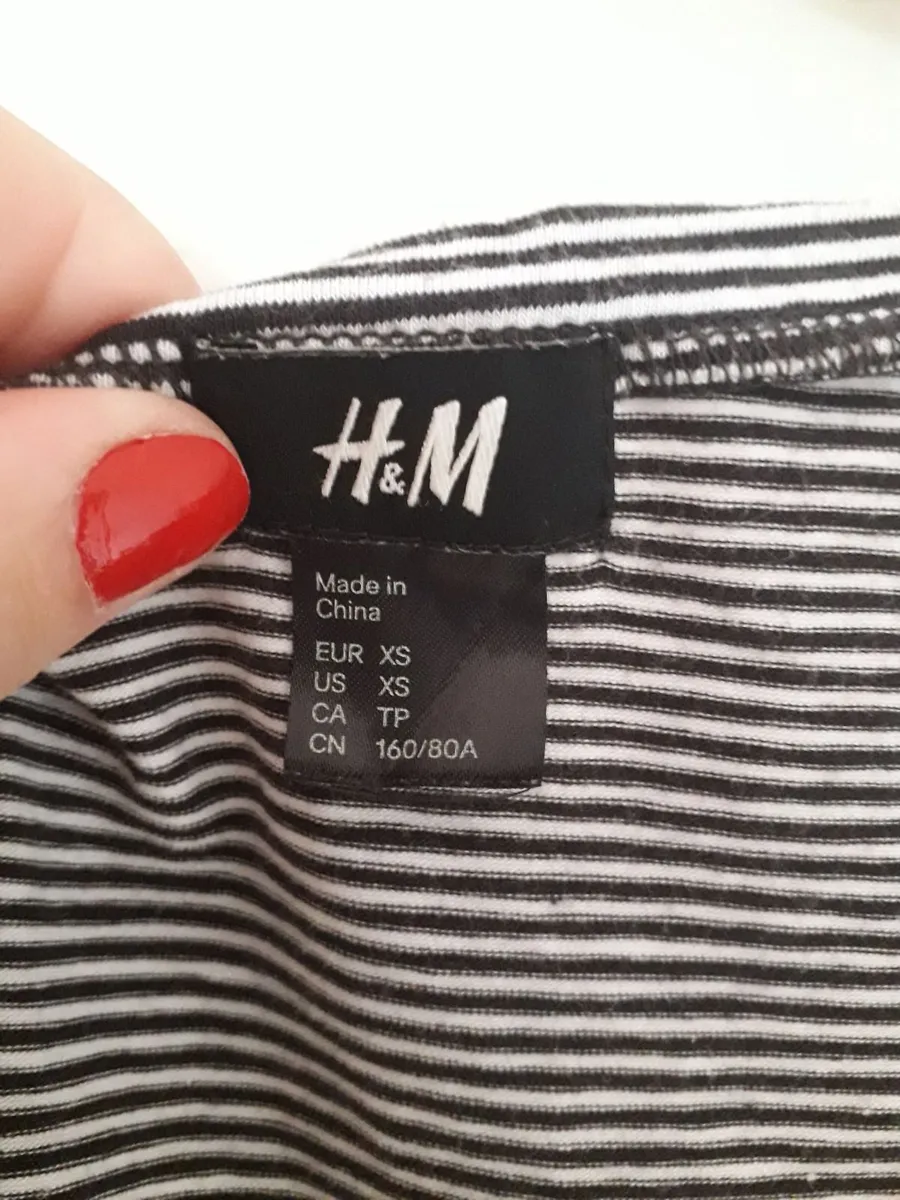 H&M
Made in
China
EUR XS
US XS
CA TP
CN 160/80A